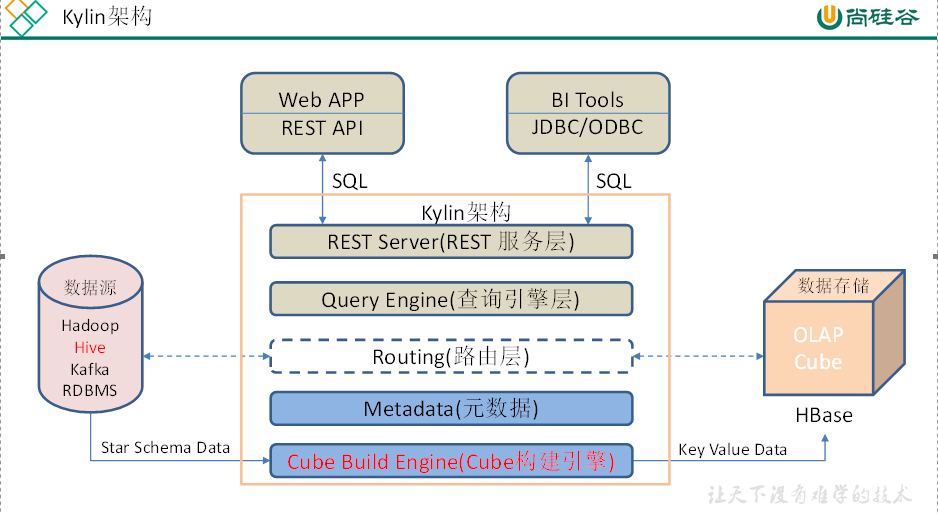 Kylin架构
尚硅谷
Web APP
REST API
BI Tools
JDBC/ODBC
SQL
SQL
Kylin架构
REST Server(REST 服务层)
数据源
Hadoop
Hive
Kafka
RDBMS
Query Engine(查询引擎层)
Routing(路由层)
Metadata(元数据)
Cube Build Engine(Cube构建引擎)
数据存储
OLAP
Cube
HBase
Star Schema Data
Key Value Data
让天下没有难学的技术